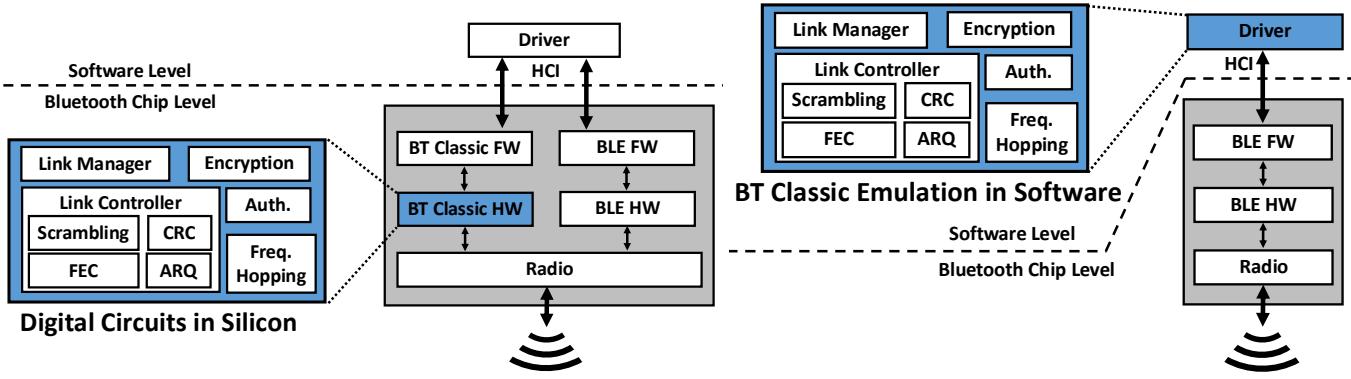 Driver
HCI
Software Level
Bluetooth Chip Level
BT Classic FW
BLE FW
BT Classic HW
BLE HW
Radio
Link Manager
Encryption
Link Controller
Auth.
Scrambling
CRC
FEC
ARQ
Freq.
Hopping
Digital Circuits in Silicon
Link Manager
Encryption
Link Controller
Auth.
Scrambling
CRC
FEC
ARQ
Freq.
Hopping
BT Classic Emulation in Software
Driver
HCI
BLE FW
BLE HW
Radio
Software Level
Bluetooth Chip Level